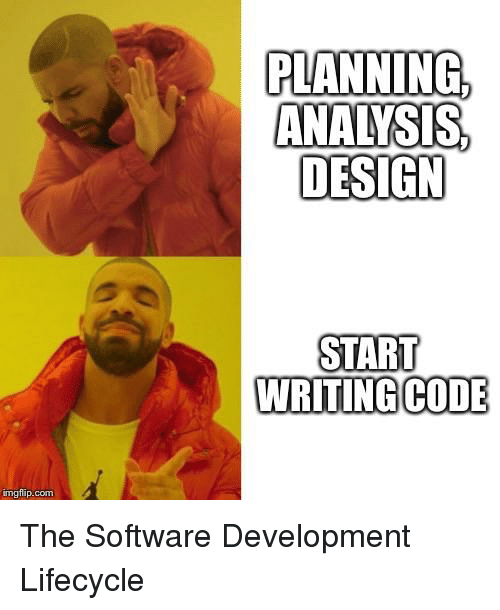 PLANNING,
ANALYSIS,
DESIGN
START
WRITING CODE
imgflip.com
The Software Development
Lifecycle